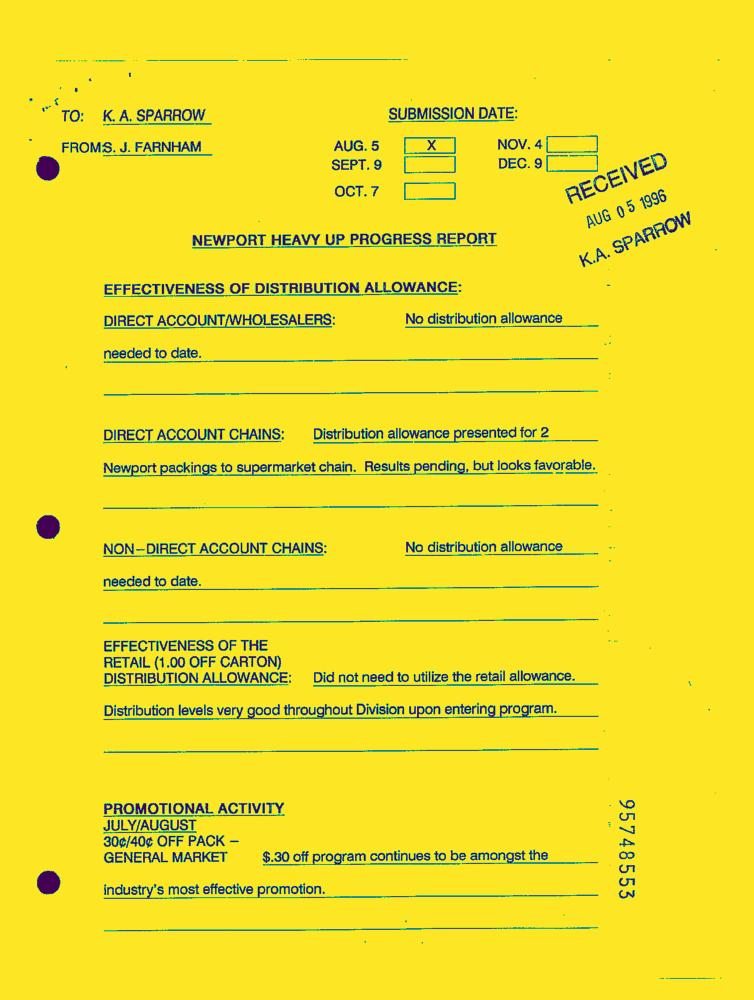 TO: K. A. SPARROW
SUBMISSION DATE:
FROM: S. J. FARNHAM
AUG. 5 X NOV. 4
SEPT. 9 DEC. 9
OCT. 7
RECEIVED
AUG 05 1996
K.A. SPARROW
NEWPORT HEAVY UP PROGRESS REPORT
EFFECTIVENESS OF DISTRIBUTION ALLOWANCE:
DIRECT ACCOUNT/WHOLESALERS: No distribution allowance
needed to date.
DIRECT ACCOUNT CHAINS: Distribution allowance presented for 2
Newport packings to supermarket chain. Results pending, but looks favorable.
NON-DIRECT ACCOUNT CHAINS: No distribution allowance
needed to date.
EFFECTIVENESS OF THE
RETAIL (1.00 OFF CARTON)
DISTRIBUTION ALLOWANCE: Did not need to utilize the retail allowance.
Distribution levels very good throughout Division upon entering program.
PROMOTIONAL ACTIVITY
JULY/AUGUST
30¢/40¢ OFF PACK –
GENERAL MARKET $.30 off program continues to be amongst the
industry's most effective promotion.
95748553